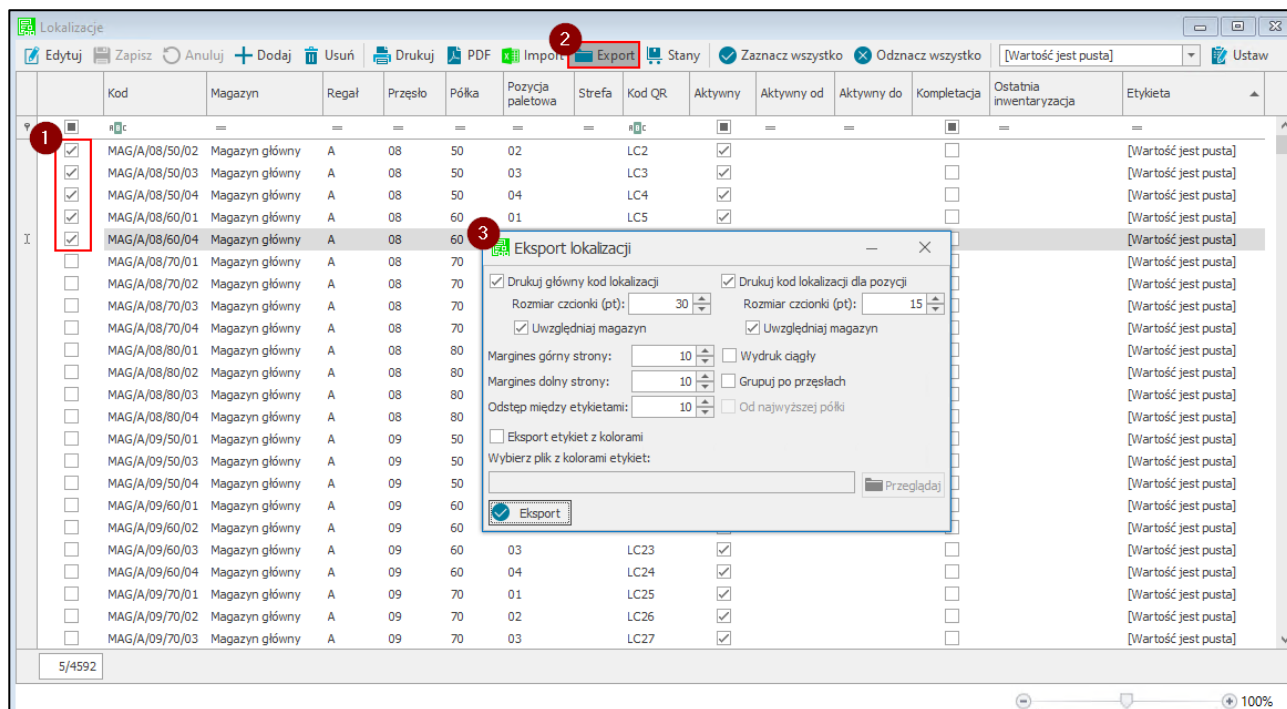 Lokalizacje
Edytuj Zapisz Anuluj Dodaj Usuń Drukuj PDF Import Export Stany Zaznacz wszystko Odznacz wszystko [Wartość jest pusta] Ustaw
2
Kod Magazyn Regał Przęsło Półka Pozycja paletowa Strefa Kod QR Aktywny Aktywny od Aktywny do Kompletacja Ostatnia inwentaryzacja Etykieta
1
MAG/A/08/50/02 Magazyn główny A 08 50 02 LC2 [Wartość jest pusta]
MAG/A/08/50/03 Magazyn główny A 08 50 03 LC3 [Wartość jest pusta]
MAG/A/08/50/04 Magazyn główny A 08 50 04 LC4 [Wartość jest pusta]
MAG/A/08/60/01 Magazyn główny A 08 60 01 LC5 [Wartość jest pusta]
MAG/A/08/60/04 Magazyn główny A 08 60 [Wartość jest pusta]
MAG/A/08/70/01 Magazyn główny A 08 70 [Wartość jest pusta]
MAG/A/08/70/02 Magazyn główny A 08 70 [Wartość jest pusta]
MAG/A/08/70/03 Magazyn główny A 08 70 [Wartość jest pusta]
MAG/A/08/70/04 Magazyn główny A 08 70 [Wartość jest pusta]
MAG/A/08/80/01 Magazyn główny A 08 80 [Wartość jest pusta]
MAG/A/08/80/02 Magazyn główny A 08 80 [Wartość jest pusta]
MAG/A/08/80/03 Magazyn główny A 08 80 [Wartość jest pusta]
MAG/A/08/80/04 Magazyn główny A 08 80 [Wartość jest pusta]
MAG/A/09/50/01 Magazyn główny A 09 50 [Wartość jest pusta]
MAG/A/09/50/03 Magazyn główny A 09 50 [Wartość jest pusta]
MAG/A/09/50/04 Magazyn główny A 09 50 [Wartość jest pusta]
MAG/A/09/60/01 Magazyn główny A 09 60 [Wartość jest pusta]
MAG/A/09/60/02 Magazyn główny A 09 60 [Wartość jest pusta]
MAG/A/09/60/03 Magazyn główny A 09 60 03 LC23 [Wartość jest pusta]
MAG/A/09/60/04 Magazyn główny A 09 60 04 LC24 [Wartość jest pusta]
MAG/A/09/70/01 Magazyn główny A 09 70 01 LC25 [Wartość jest pusta]
MAG/A/09/70/02 Magazyn główny A 09 70 02 LC26 [Wartość jest pusta]
MAG/A/09/70/03 Magazyn główny A 09 70 03 LC27 [Wartość jest pusta]
5/4592
100%
3
Eksport lokalizacji
Drukuj główny kod lokalizacji Drukuj kod lokalizacji dla pozycji
Rozmiar czcionki (pt): 30 Rozmiar czcionki (pt): 15
Uwzględniaj magazyn Uwzględniaj magazyn
Margines górny strony: 10 Wydruk ciągły
Margines dolny strony: 10 Grupuj po przęsłach
Odstęp między etykietami: 10 Od najwyższej półki
Eksport etykiet z kolorami
Wybierz plik z kolorami etykiet:
Przeglądaj
Eksport